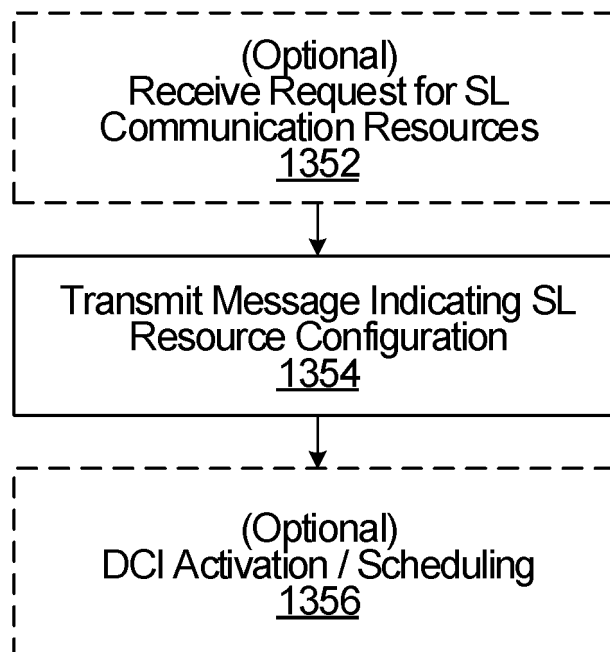 (Optional)
Receive Request for SL
Communication Resources
1352
Transmit Message Indicating SL
Resource Configuration
1354
(Optional)
DCI Activation / Scheduling
1356